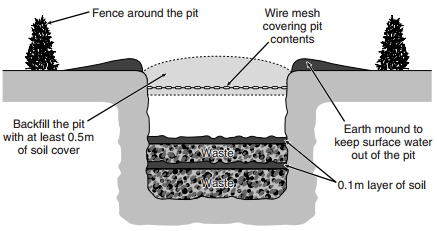 Fence around the pit
Wire mesh
covering pit
contents
Backfill the pit
with at least 0.5m
of soil cover
Earth mound to
keep surface water
out of the pit
Waste
Waste
0.1m layer of soil